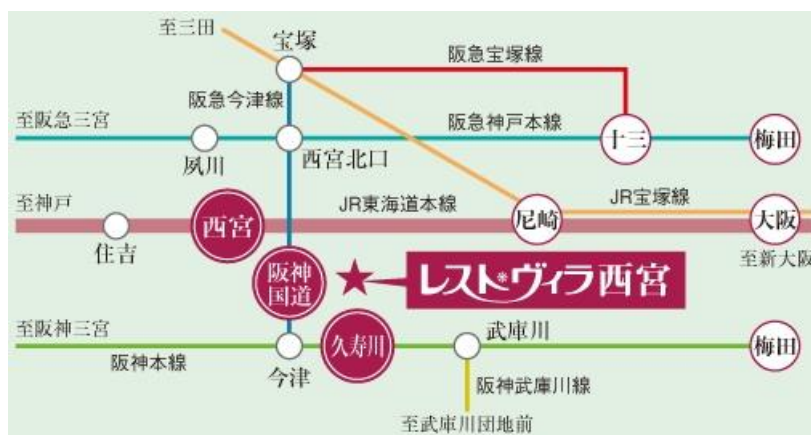 至三田
宝塚
阪急宝塚線
阪急今津線
至阪急三宮
阪急神戸本線
十三
梅田
夙川
西宮北口
至神戸
西宮
JR東海道本線
尼崎
JR宝塚線
大阪
住吉
至新大阪
阪神
国道
レストヴィラ西宮
至阪神三宮
久寿川
武庫川
梅田
阪神本線
今津
阪神武庫川線
至武庫川団地前